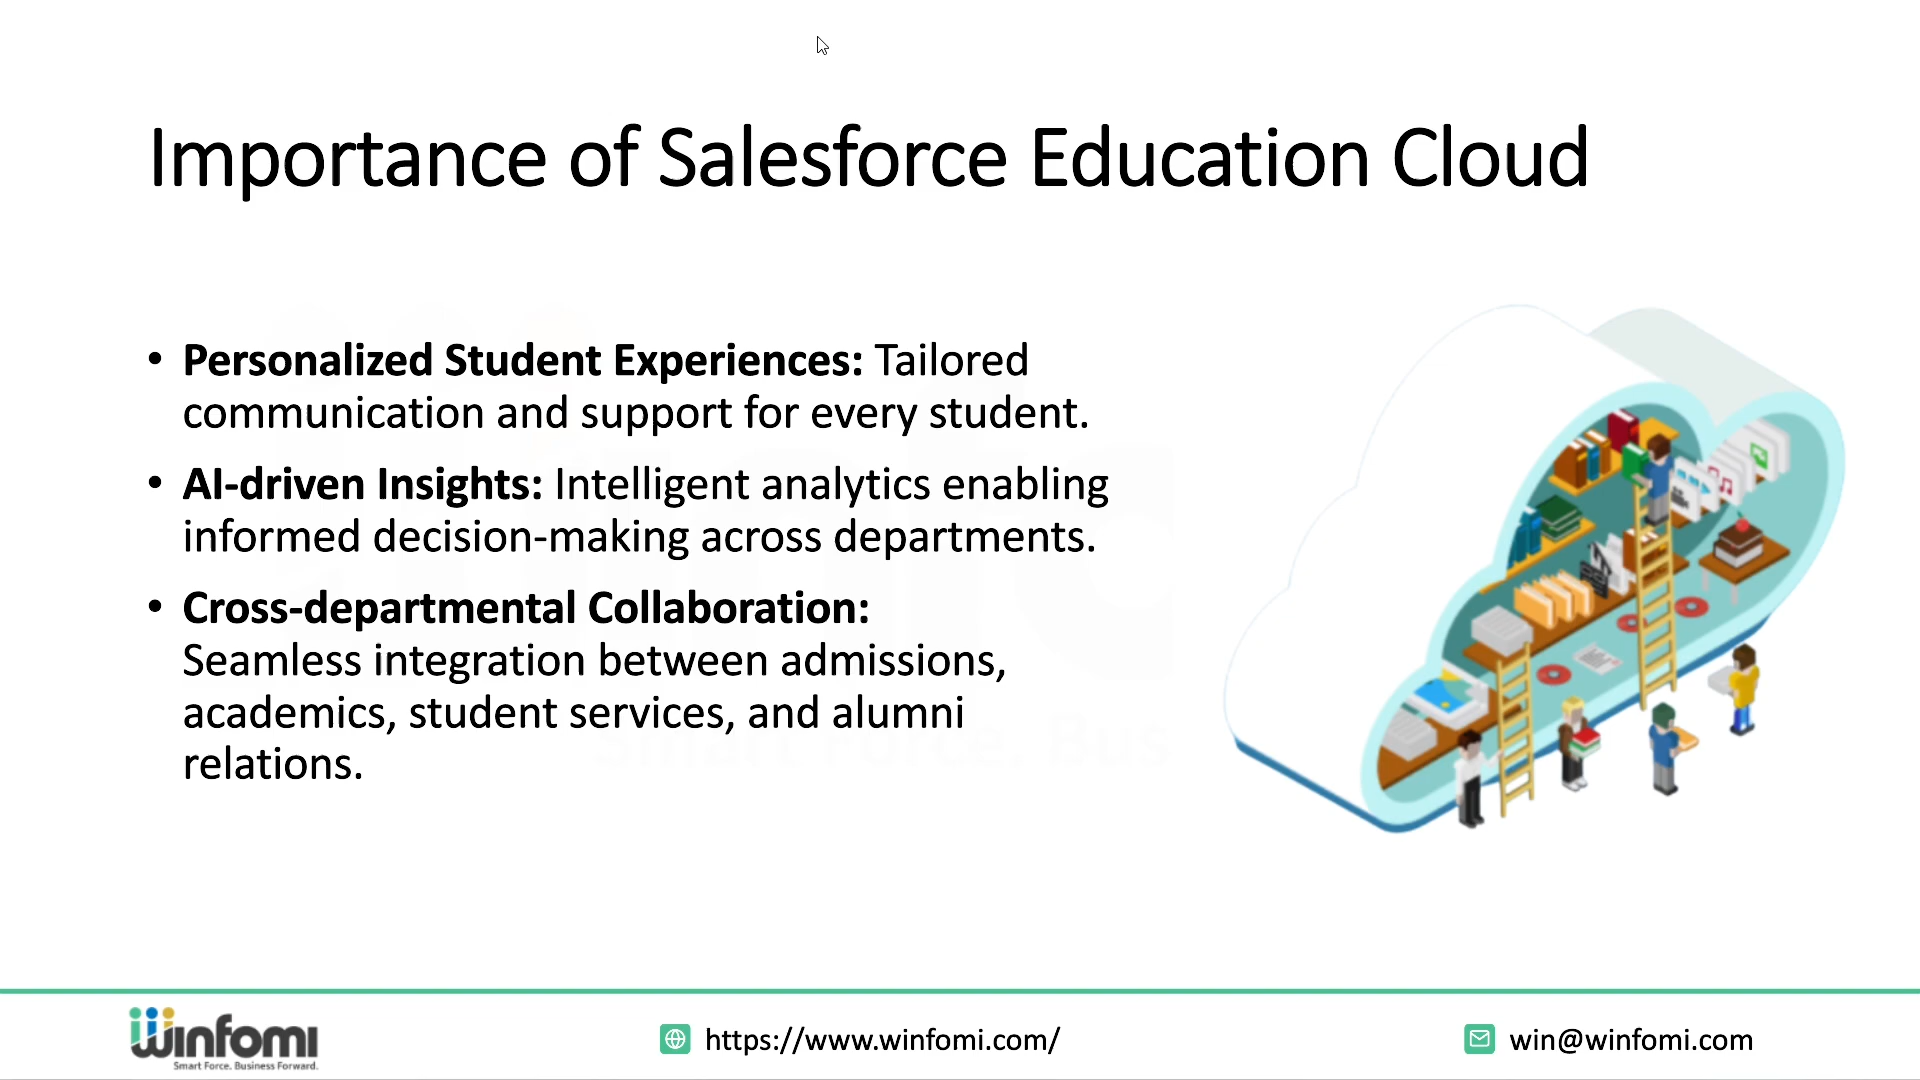 Importance of Salesforce Education Cloud
• Personalized Student Experiences: Tailored
communication and support for every student.
• AI-driven Insights: Intelligent analytics enabling
informed decision-making across departments.
• Cross-departmental Collaboration:
Seamless integration between admissions,
academics, student services, and alumni
relations.
Winfomi
Smart Force. Business Forward.
https://www.winfomi.com/
win@winfomi.com